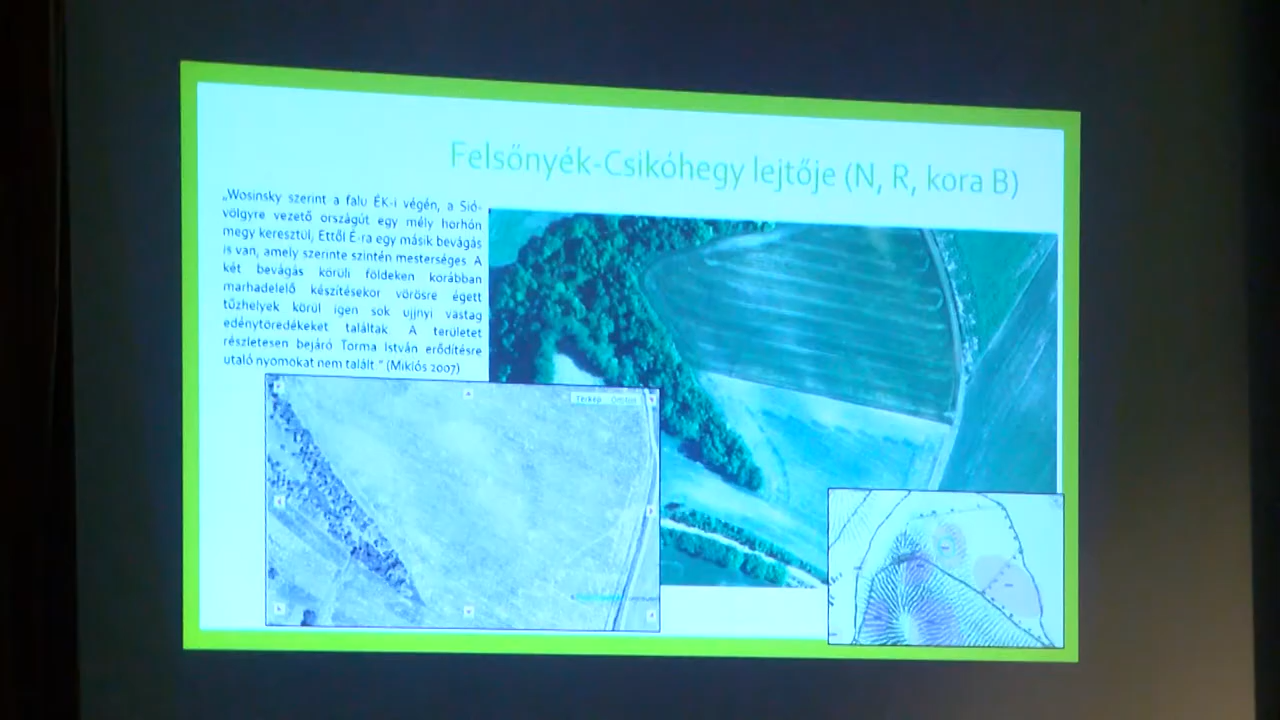 Felsőnyék-Csikóhegy lejtője (N, R, kora B)
„Wosinsky szerint a falu ÉK-i végén, a Sió-
völgyre vezető országút egy mély horhón
megy keresztül, Ettől É-ra egy másik bevágás
is van, amely szerinte szintén mesterséges. A
két bevágás körüli földeken korábban
marhadelelő készítésekor vörösre égett
tűzhelyek körül igen sok ujjnyi vastag
edénytöredékeket találtak. A területet
részletesen bejáró Torma István erődítésre
utaló nyomokat nem talált." (Miklós 2007)
Térkép